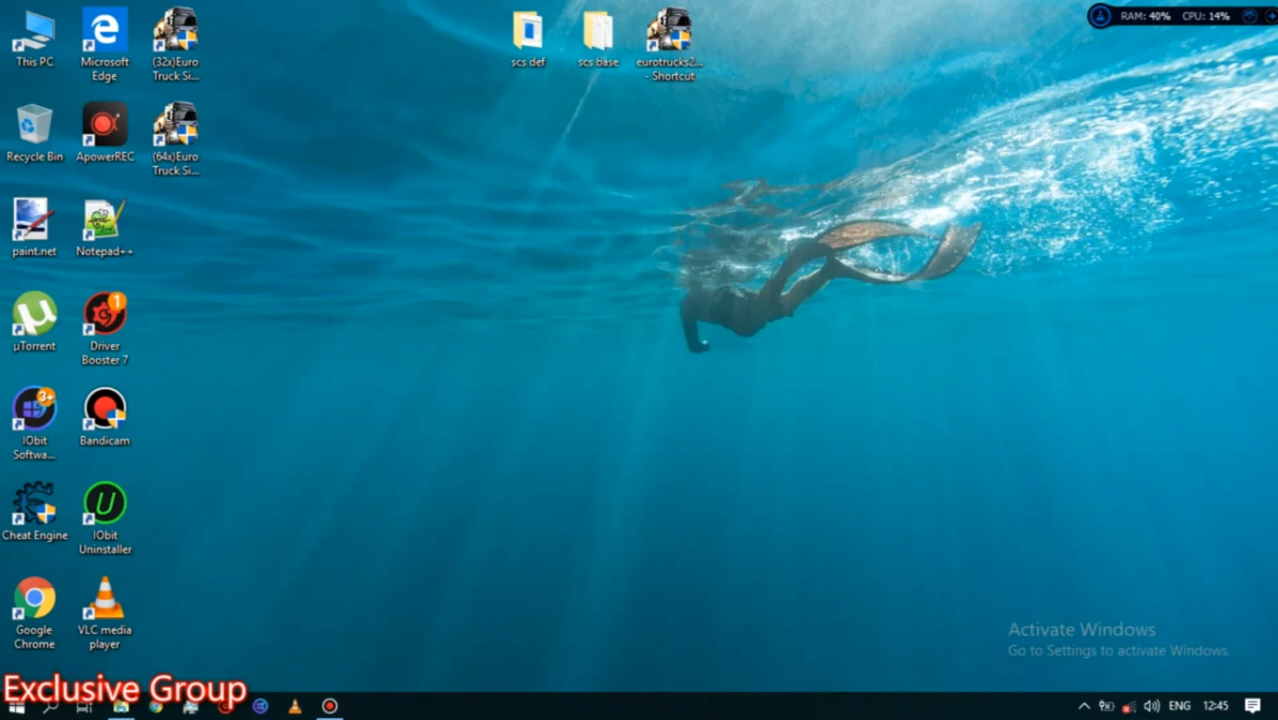 This PC
Microsoft
Edge
(32x)Euro
Truck Si...
scs def
scs base
eurotrucks2...
- Shortcut
RAM: 40% CPU: 14%
Recycle Bin
ApowerREC
(64x)Euro
Truck Si...
paint.net
Notepad++
µTorrent
1
Driver
Booster 7
3+
IObit
Softwa...
Bandicam
Cheat Engine
U
IObit
Uninstaller
Google
Chrome
VLC media
player
Activate Windows
Go to Settings to activate Windows.
Exclusive Group
ENG 12:45